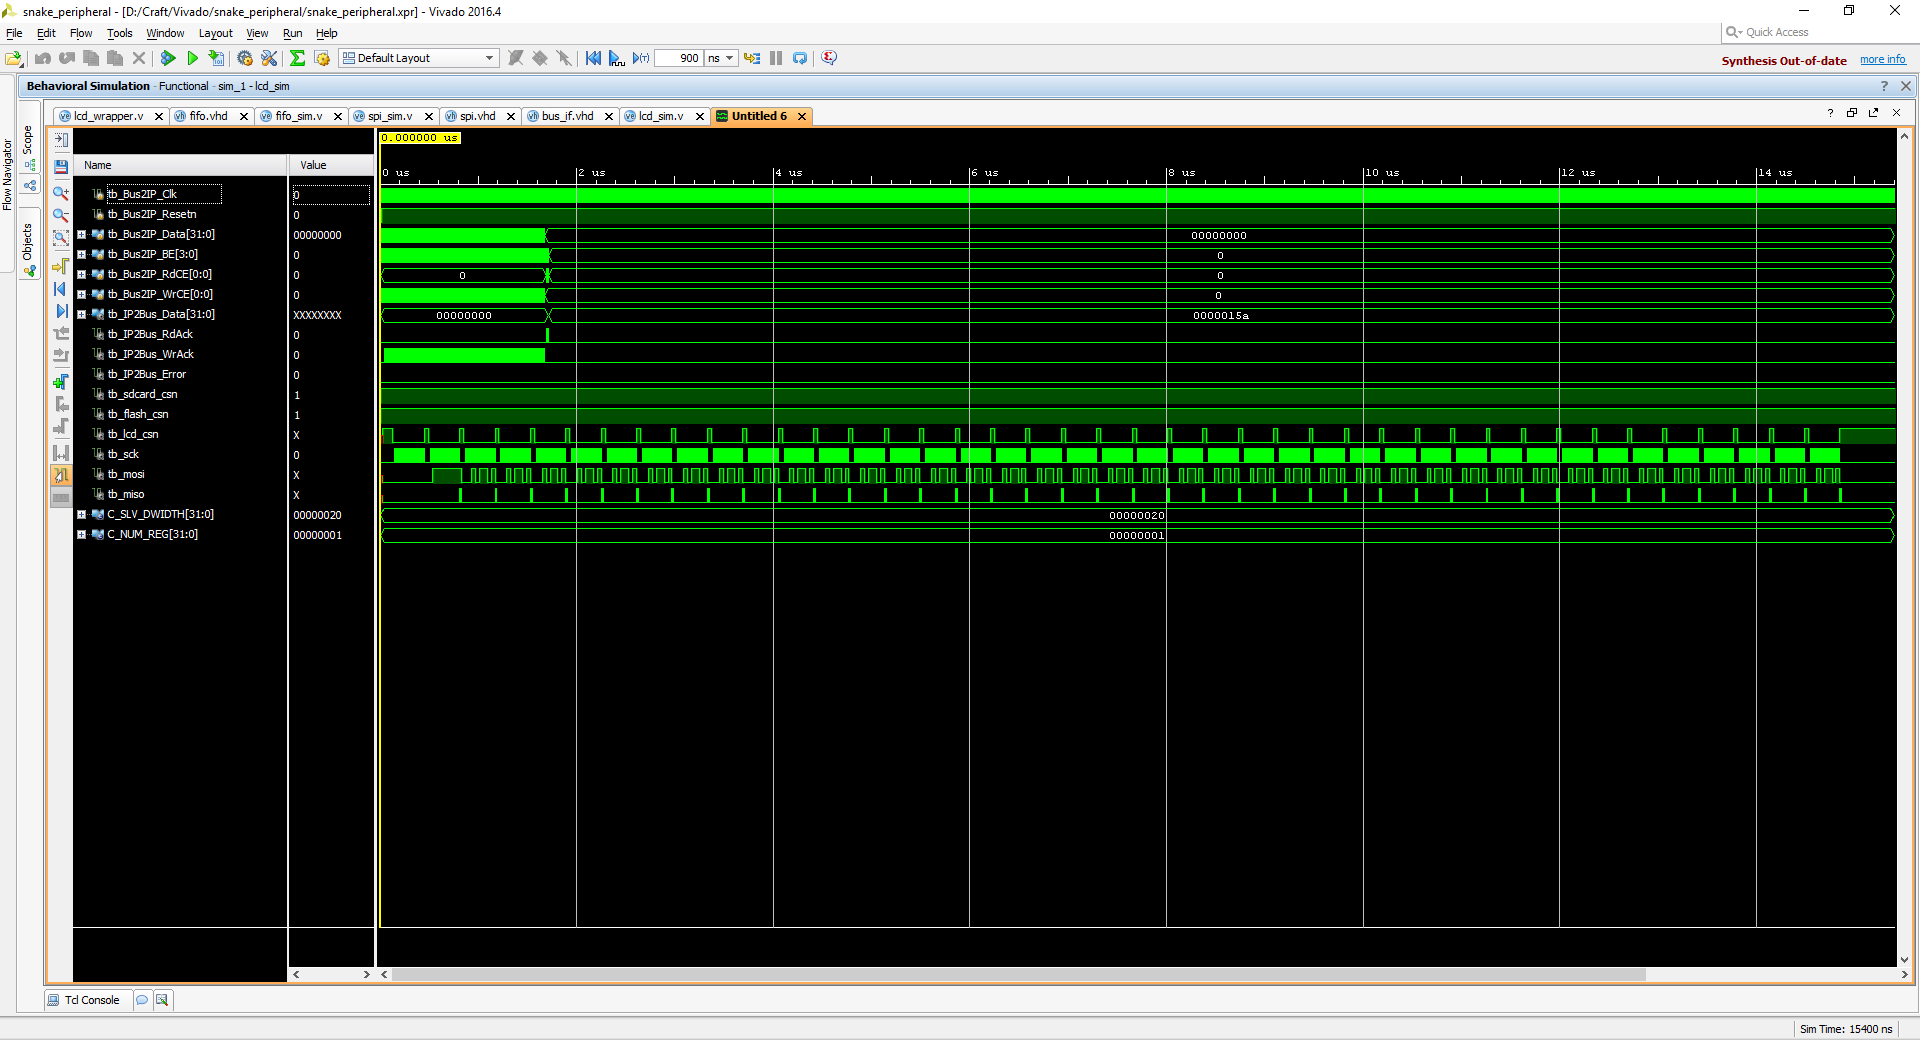 snake_peripheral - [D:/Craft/Vivado/snake_peripheral/snake_peripheral.xpr] - Vivado 2016.4
File Edit Flow Tools Window Layout View Run Help
Quick Access
Default Layout
900 ns
Synthesis Out-of-date more info
Behavioral Simulation - Functional - sim_1 - lcd_sim
Flow Navigator
Scope
Objects
lcd_wrapper.v fifo.vhd fifo_sim.v spi_sim.v spi.vhd bus_if.vhd lcd_sim.v Untitled 6
0.000000 us
Name Value
0 us 2 us 4 us 6 us 8 us 10 us 12 us 14 us
tb_Bus2IP_Clk 0
tb_Bus2IP_Resetn 0
tb_Bus2IP_Data[31:0] 00000000 00000000
tb_Bus2IP_BE[3:0] 0 0
tb_Bus2IP_RdCE[0:0] 0 0 0
tb_Bus2IP_WrCE[0:0] 0 0
tb_IP2Bus_Data[31:0] XXXXXXXX 00000000 0000015a
tb_IP2Bus_RdAck 0
tb_IP2Bus_WrAck 0
tb_IP2Bus_Error 0
tb_sdcard_csn 1
tb_flash_csn 1
tb_lcd_csn X
tb_sck 0
tb_mosi X
tb_miso X
C_SLV_DWIDTH[31:0] 00000020 00000020
C_NUM_REG[31:0] 00000001 00000001
Tcl Console
Sim Time: 15400 ns